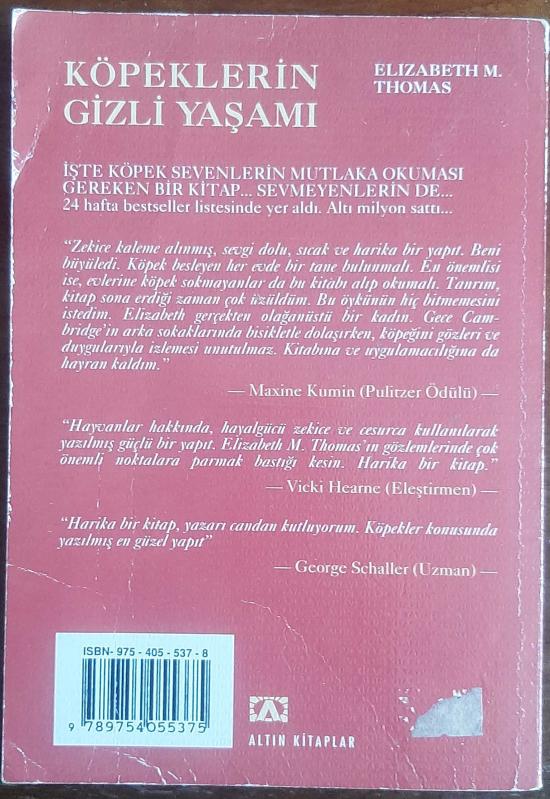 KÖPEKLERİN
GİZLİ YAŞAMI
ELIZABETH M.
THOMAS
İŞTE KÖPEK SEVENLERİN MUTLAKA OKUMASI
GEREKEN BİR KİTAP... SEVMEYENLERİN DE...
24 hafta bestseller listesinde yer aldı. Altı milyon sattı...
“Zekice kaleme alınmış, sevgi dolu, sıcak ve harika bir yapıt. Beni
büyüledi. Köpek besleyen her evde bir tane bulunmalı. En önemlisi
ise, evlerine köpek sokmayanlar da bu kitabı alıp okumalı. Tanrım,
kitap sona erdiği zaman çok üzüldüm. Bu öykünün hiç bitmemesini
istedim. Elizabeth gerçekten olağanüstü bir kadın. Gece Cam-
bridge’in arka sokaklarında bisikletle dolaşırken, köpeğini gözleri ve
duygularıyla izlemesi unutulmaz. Kitabına ve uygulamacılığına da
hayran kaldım.”
— Maxine Kumin (Pulitzer Ödülü) —
“Hayvanlar hakkında, hayalgücü zekice ve cesurca kullanılarak
yazılmış güçlü bir yapıt. Elizabeth M. Thomas’ın gözlemlerinde çok
önemli noktalara parmak bastığı kesin. Harika bir kitap.”
— Vicki Hearne (Eleştirmen) —
“Harika bir kitap, yazarı candan kutluyorum. Köpekler konusunda
yazılmış en güzel yapıt”
— George Schaller (Uzman) —
ISBN- 975 - 405 - 537 - 8
9 789754 055375
ALTIN KİTAPLAR